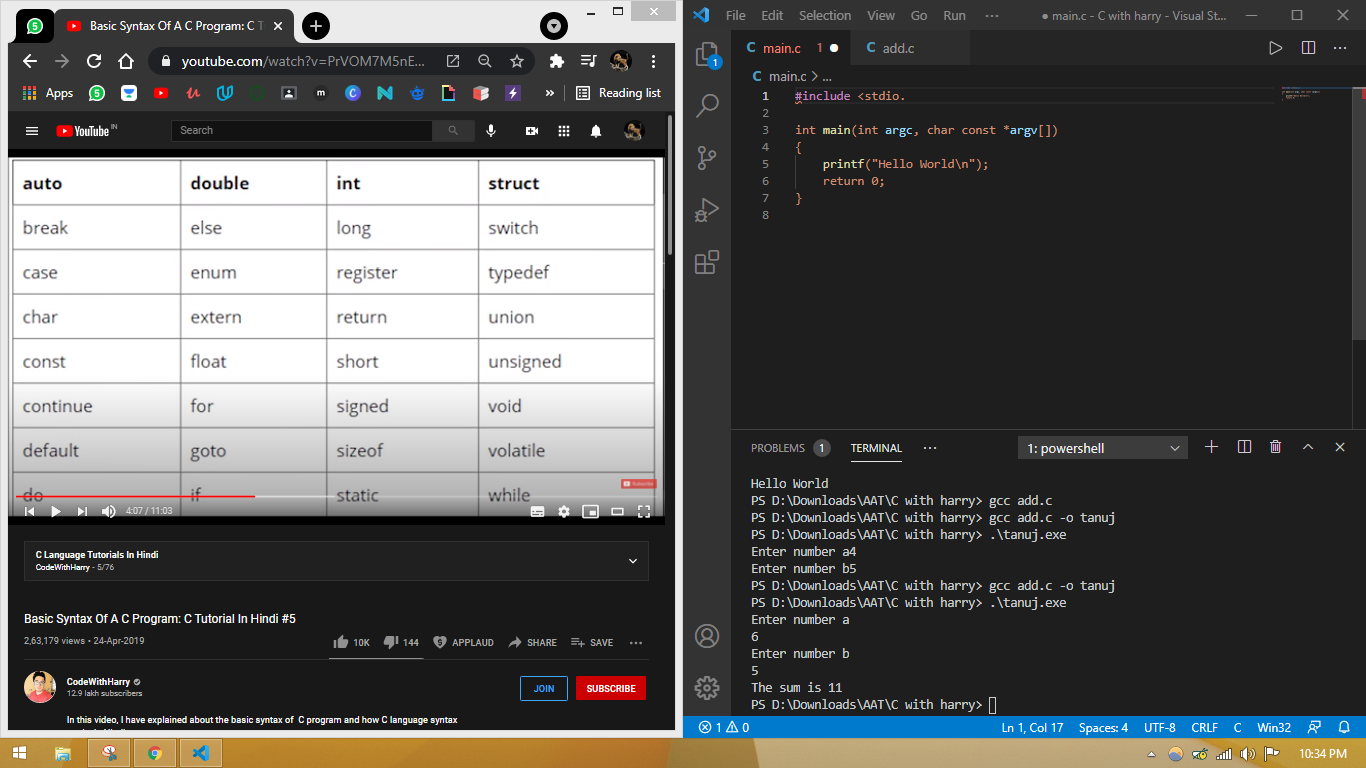 5
Basic Syntax Of A C Program: C T
youtube.com/watch?v=PrVOM7M5nE...
Apps
5
m
C
N
»
Reading list
YouTube IN
Search
auto double int struct
break else long switch
case enum register typedef
char extern return union
const float short unsigned
continue for signed void
default goto sizeof volatile
do if static while
Subscribe
4:07 / 11:03
C Language Tutorials In Hindi
CodeWithHarry - 5/76
Basic Syntax Of A C Program: C Tutorial In Hindi #5
2,63,179 views • 24-Apr-2019
10K 144 APPLAUD SHARE SAVE ...
CodeWithHarry
12.9 lakh subscribers
JOIN SUBSCRIBE
In this video, I have explained about the basic syntax of C program and how C language syntax
File Edit Selection View Go Run ... ● main.c - C with harry - Visual St...
1
C main.c 1 ● C add.c
C main.c > ...
1 #include <stdio.
2
3 int main(int argc, char const *argv[])
4 {
5 printf("Hello World\n");
6 return 0;
7 }
8
PROBLEMS 1 TERMINAL ... 1: powershell
Hello World
PS D:\Downloads\AAT\C with harry> gcc add.c
PS D:\Downloads\AAT\C with harry> gcc add.c -o tanuj
PS D:\Downloads\AAT\C with harry> .\tanuj.exe
Enter number a4
Enter number b5
PS D:\Downloads\AAT\C with harry> gcc add.c -o tanuj
PS D:\Downloads\AAT\C with harry> .\tanuj.exe
Enter number a
6
Enter number b
5
The sum is 11
PS D:\Downloads\AAT\C with harry>
1 0 Ln 1, Col 17 Spaces: 4 UTF-8 CRLF C Win32
10:34 PM